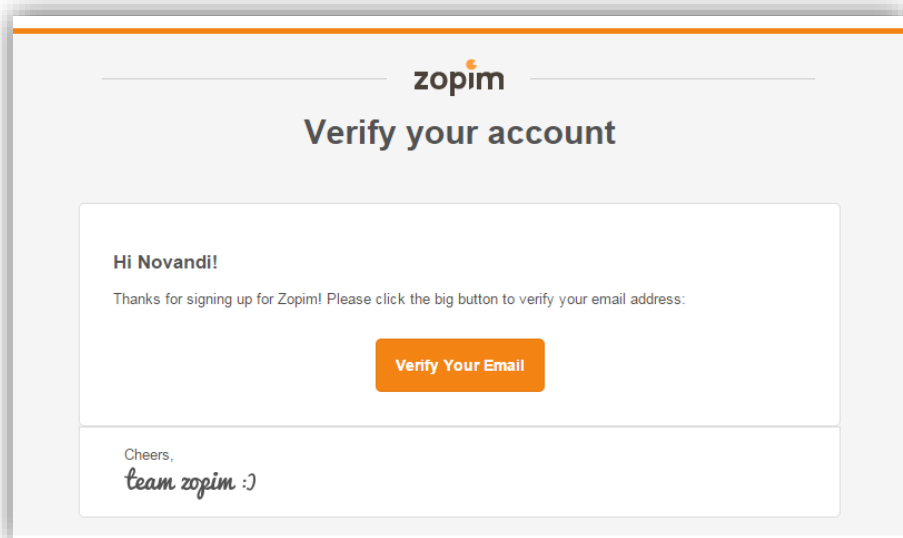 zopim
Verify your account
Hi Novandi!
Thanks for signing up for Zopim! Please click the big button to verify your email address:
Verify Your Email
Cheers,
team zopim :)